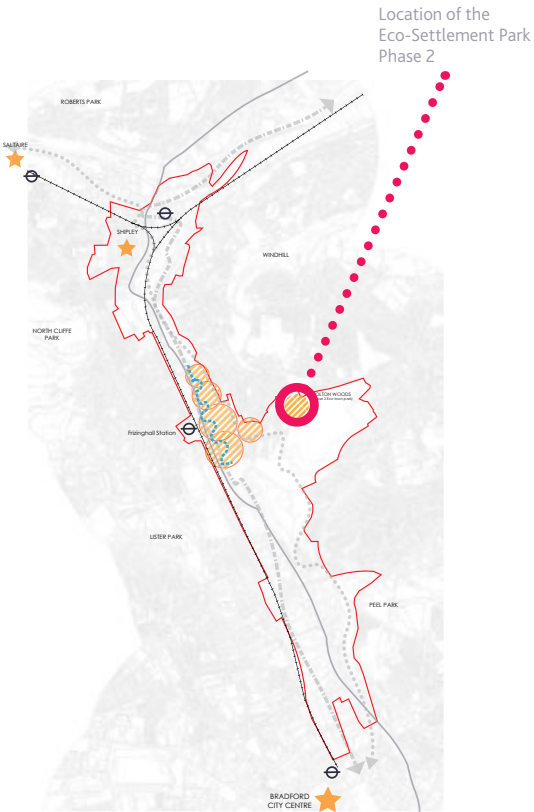 Location of the
Eco-Settlement Park
Phase 2
ROBERTS PARK
SALTAIRE
SHIPLEY
WINDHILL
NORTH CLIFFE
PARK
WOODS
Frizinghall Station
LISTER PARK
PEEL PARK
BRADFORD
CITY CENTRE